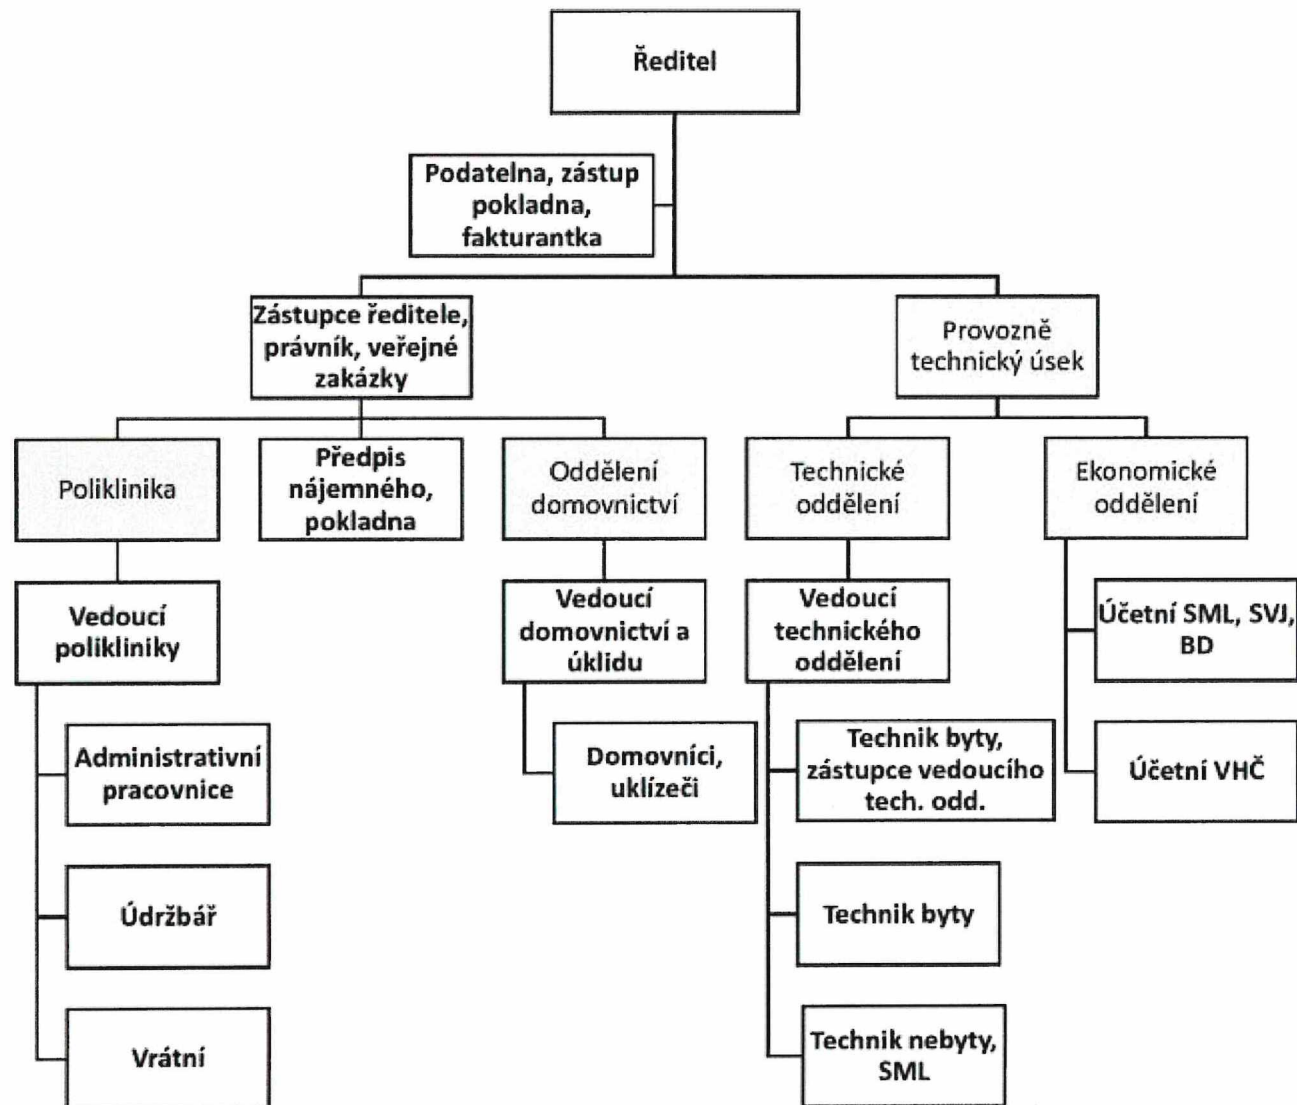 Ředitel
Podatelna, zástup
pokladna,
fakturantka
Zástupce ředitele,
právník, veřejné
zakázky
Provozně
technický úsek
Poliklinika
Předpis
nájemného,
pokladna
Oddělení
domovnictví
Technické
oddělení
Ekonomické
oddělení
Vedoucí
polikliniky
Vedoucí
domovnictví a
úklidu
Vedoucí
technického
oddělení
Účetní SML, SVJ,
BD
Administrativní
pracovnice
Domovníci,
uklízeči
Technik byty,
zástupce vedoucího
tech. odd.
Účetní VHČ
Údržbář
Technik byty
Vrátní
Technik nebyty,
SML